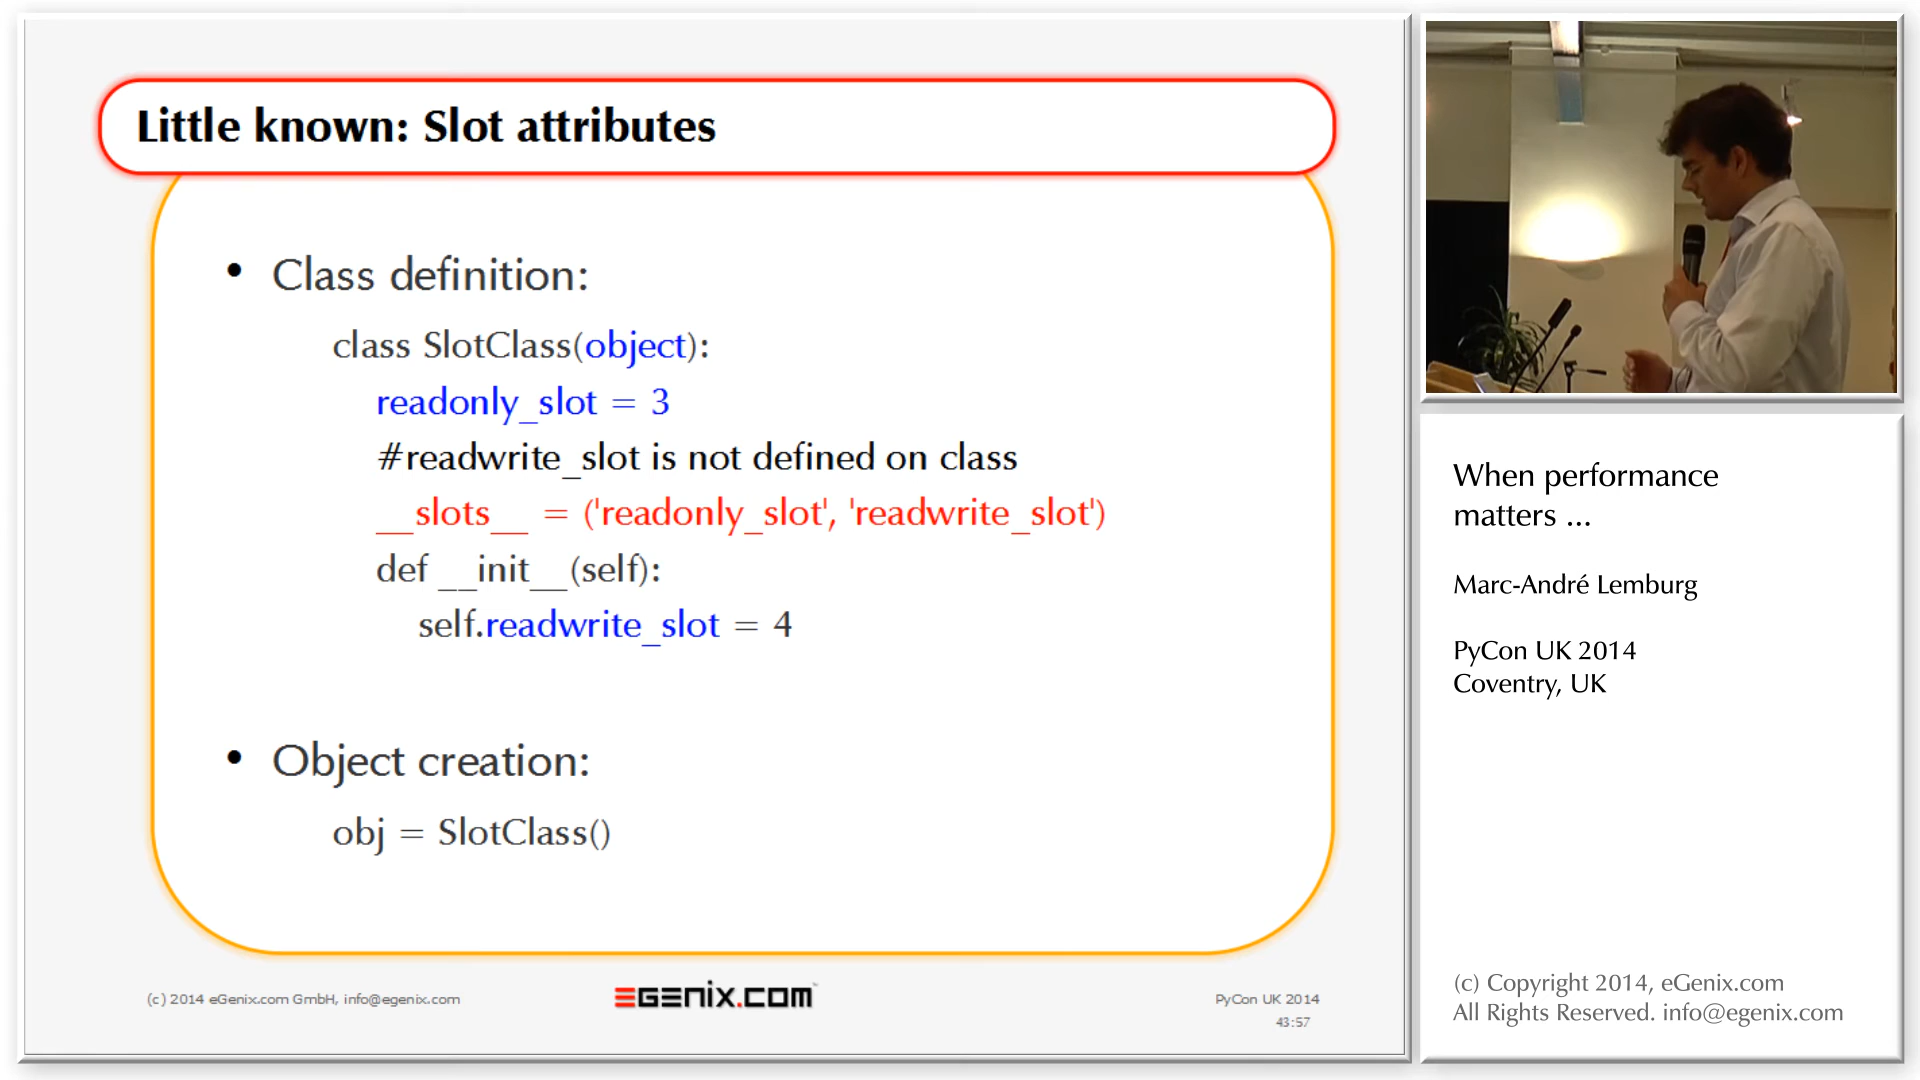 Little known: Slot attributes
• Class definition:
class SlotClass(object):
readonly_slot = 3
#readwrite_slot is not defined on class
__slots__ = ('readonly_slot', 'readwrite_slot')
def __init__(self):
self.readwrite_slot = 4
• Object creation:
obj = SlotClass()
(c) 2014 eGenix.com GmbH, info@egenix.com
EGENIX.COM
PyCon UK 2014
43:57
When performance
matters ...
Marc-André Lemburg
PyCon UK 2014
Coventry, UK
(c) Copyright 2014, eGenix.com
All Rights Reserved. info@egenix.com